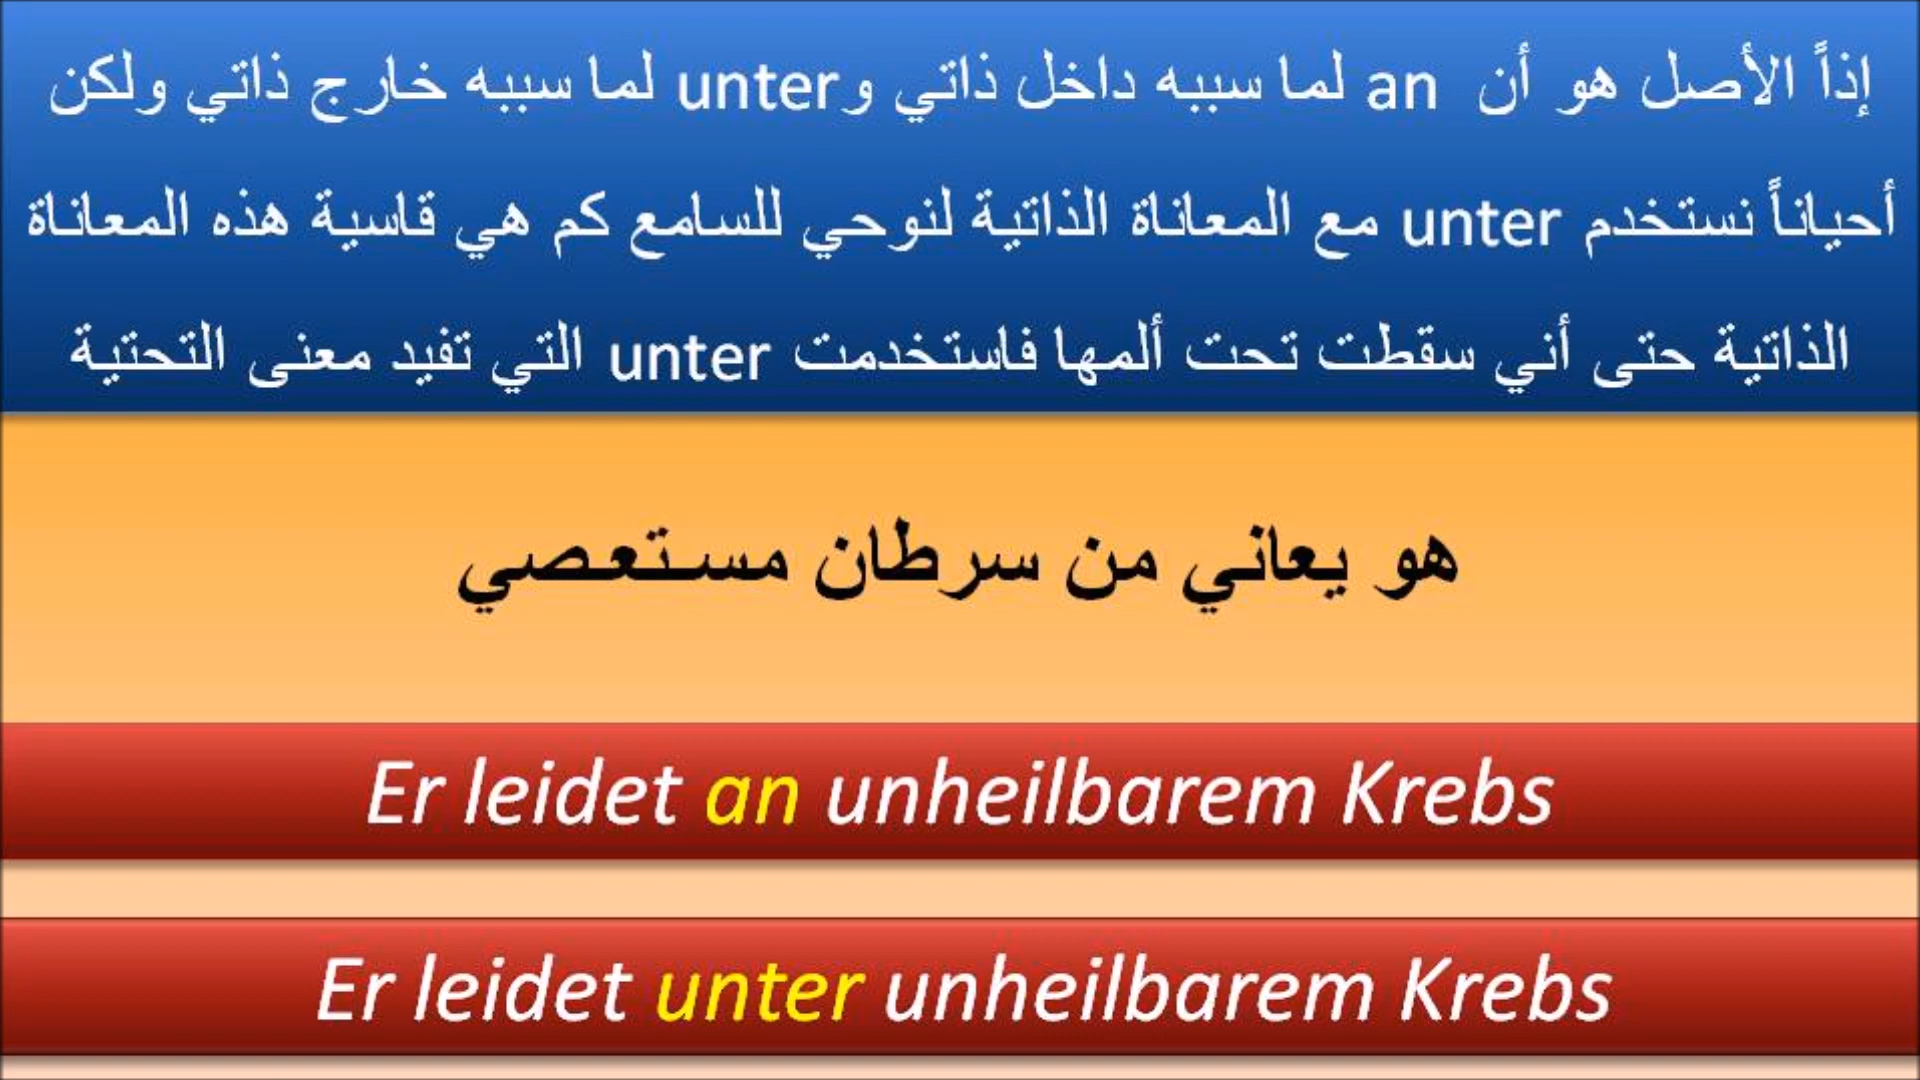 إذاً الأصل هو أن an لما سببه داخل ذاتي وunter لما سببه خارج ذاتي ولكن
أحياناً نستخدم unter مع المعاناة الذاتية لنوحي للسامع كم هي قاسية هذه المعاناة
الذاتية حتى أني سقطت تحت ألمها فاستخدمت unter التي تفيد معنى التحتية
هو يعاني من سرطان مستعصي
Er leidet an unheilbarem Krebs
Er leidet unter unheilbarem Krebs